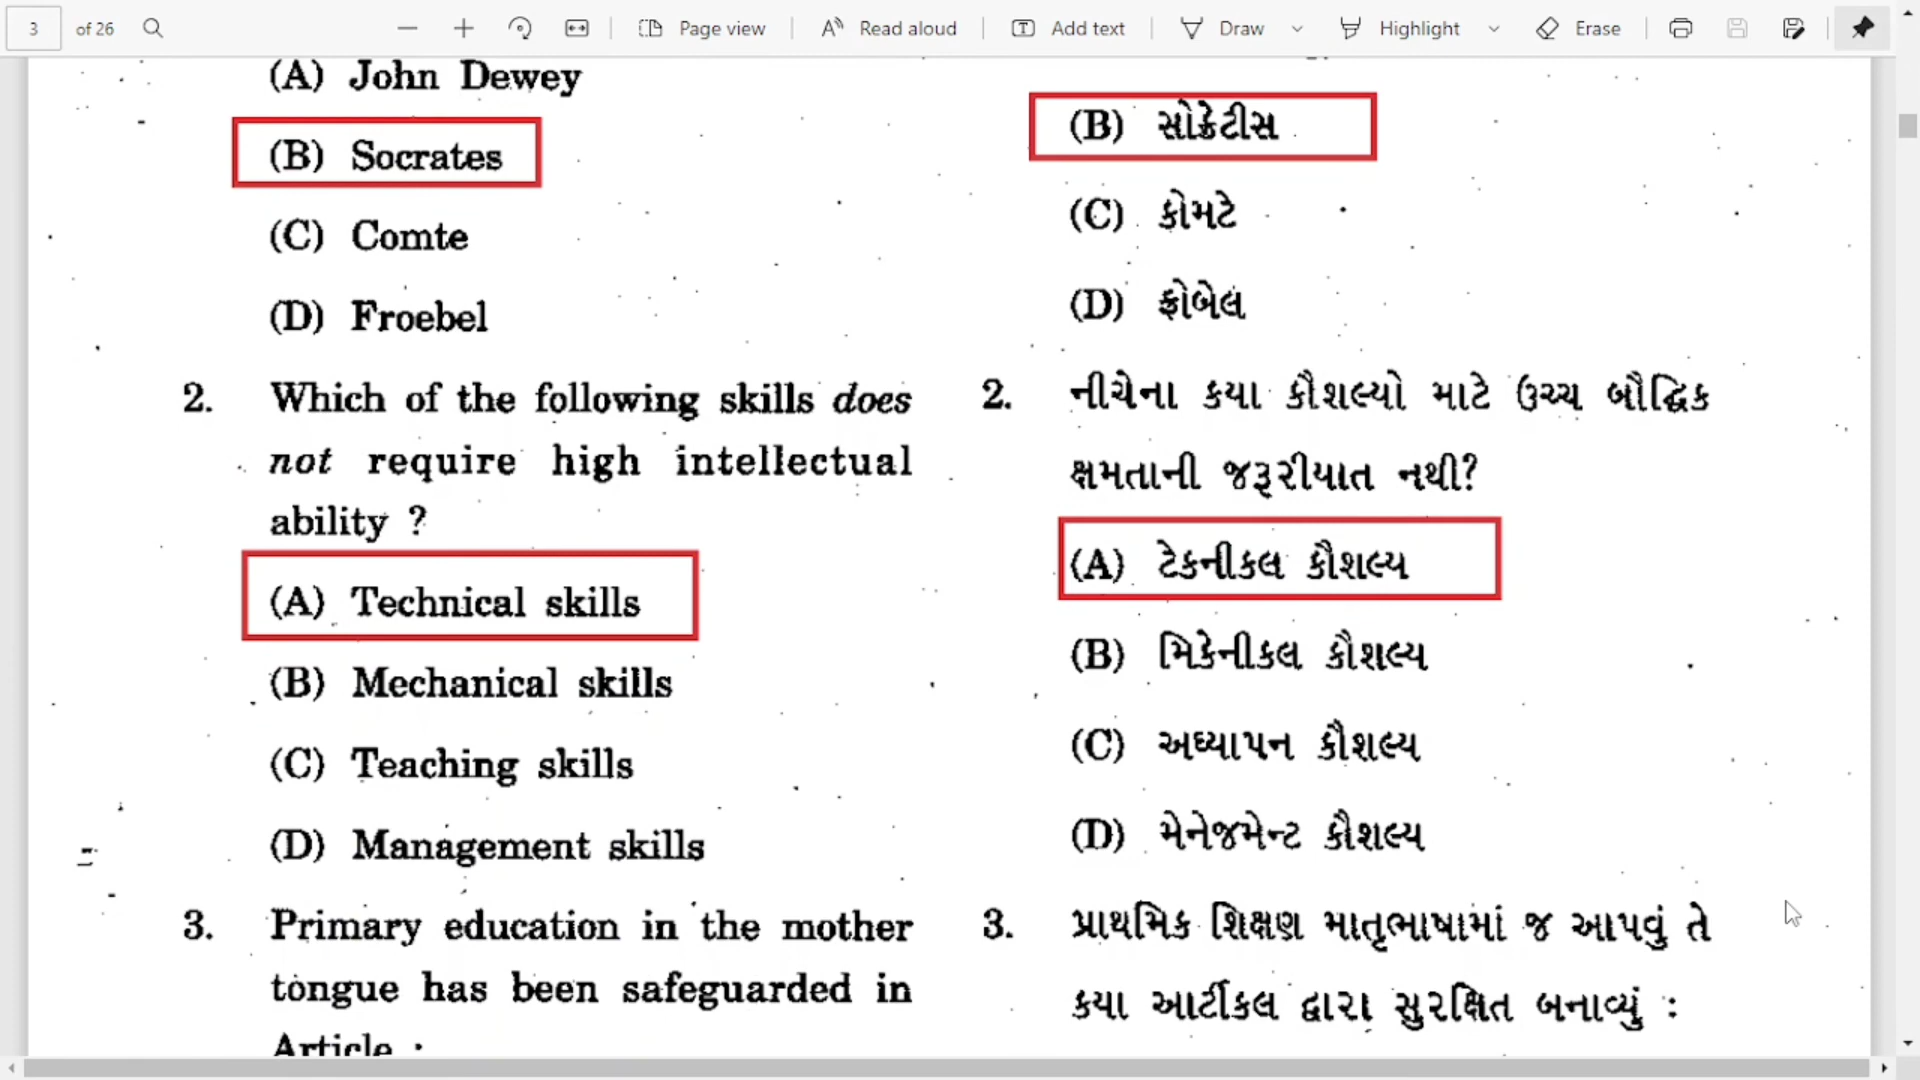 3 of 26 Page view Read aloud Add text Draw Highlight Erase
(A) John Dewey
(B) Socrates
(C) Comte
(D) Froebel
2. Which of the following skills does
not require high intellectual
ability ?
(A) Technical skills
(B) Mechanical skills
(C) Teaching skills
(D) Management skills
3. Primary education in the mother
tongue has been safeguarded in
Article :
(B) સોક્રેટીસ
(C) કોમટે
(D) ફ્રોબેલ
2. નીચેના કયા કૌશલ્યો માટે ઉચ્ચ બૌદ્ધિક
ક્ષમતાની જરૂરીયાત નથી?
(A) ટેકનીકલ કૌશલ્ય
(B) મિકેનીકલ કૌશલ્ય
(C) અધ્યાપન કૌશલ્ય
(D) મેનેજમેન્ટ કૌશલ્ય
3. પ્રાથમિક શિક્ષણ માતૃભાષામાં જ આપવું તે
કયા આર્ટીકલ દ્વારા સુરક્ષિત બનાવ્યું :